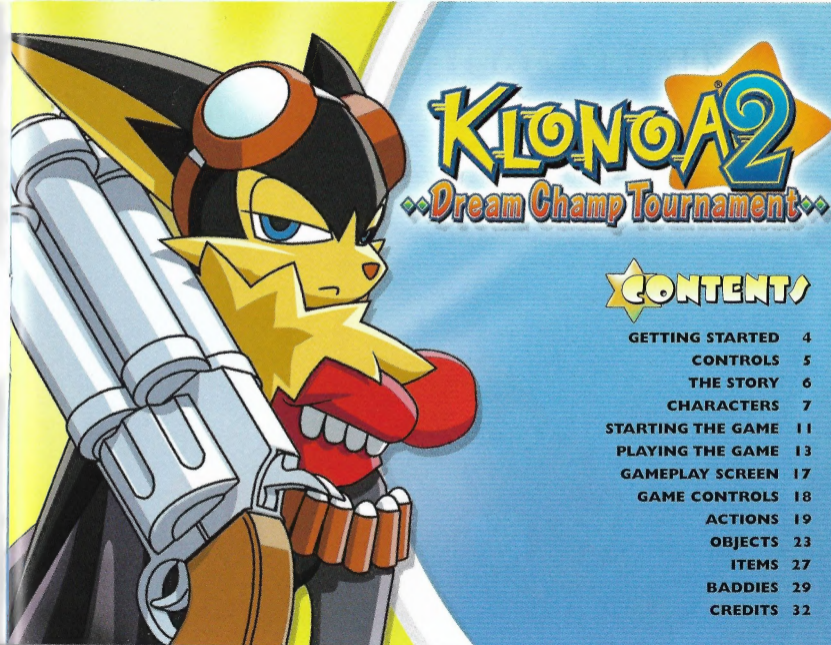 KLONOA®2
Dream Champ Tournament
CONTENTS
GETTING STARTED 4
CONTROLS 5
THE STORY 6
CHARACTERS 7
STARTING THE GAME 11
PLAYING THE GAME 13
GAMEPLAY SCREEN 17
GAME CONTROLS 18
ACTIONS 19
OBJECTS 23
ITEMS 27
BADDIES 29
CREDITS 32